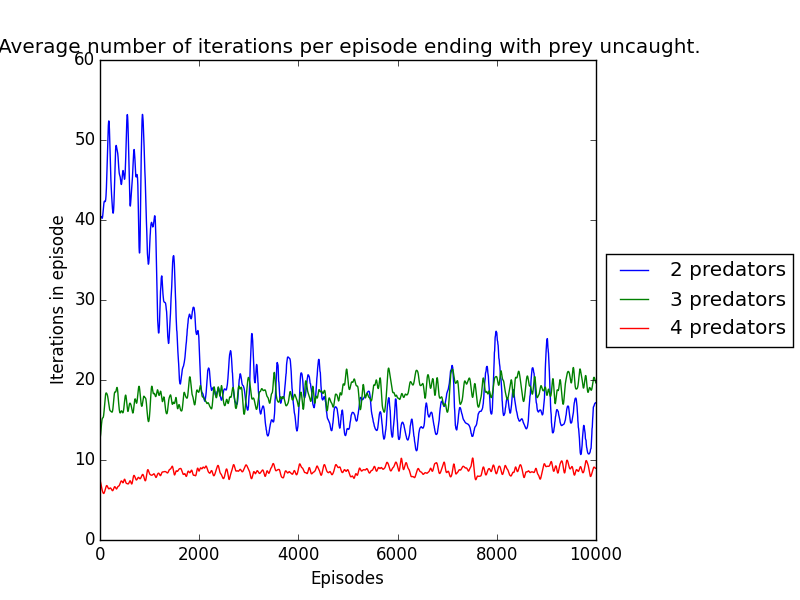 Average number of iterations per episode ending with prey uncaught.
60
50
40
30
20
10
0
Iterations in episode
0 2000 4000 6000 8000 10000
Episodes
2 predators
3 predators
4 predators